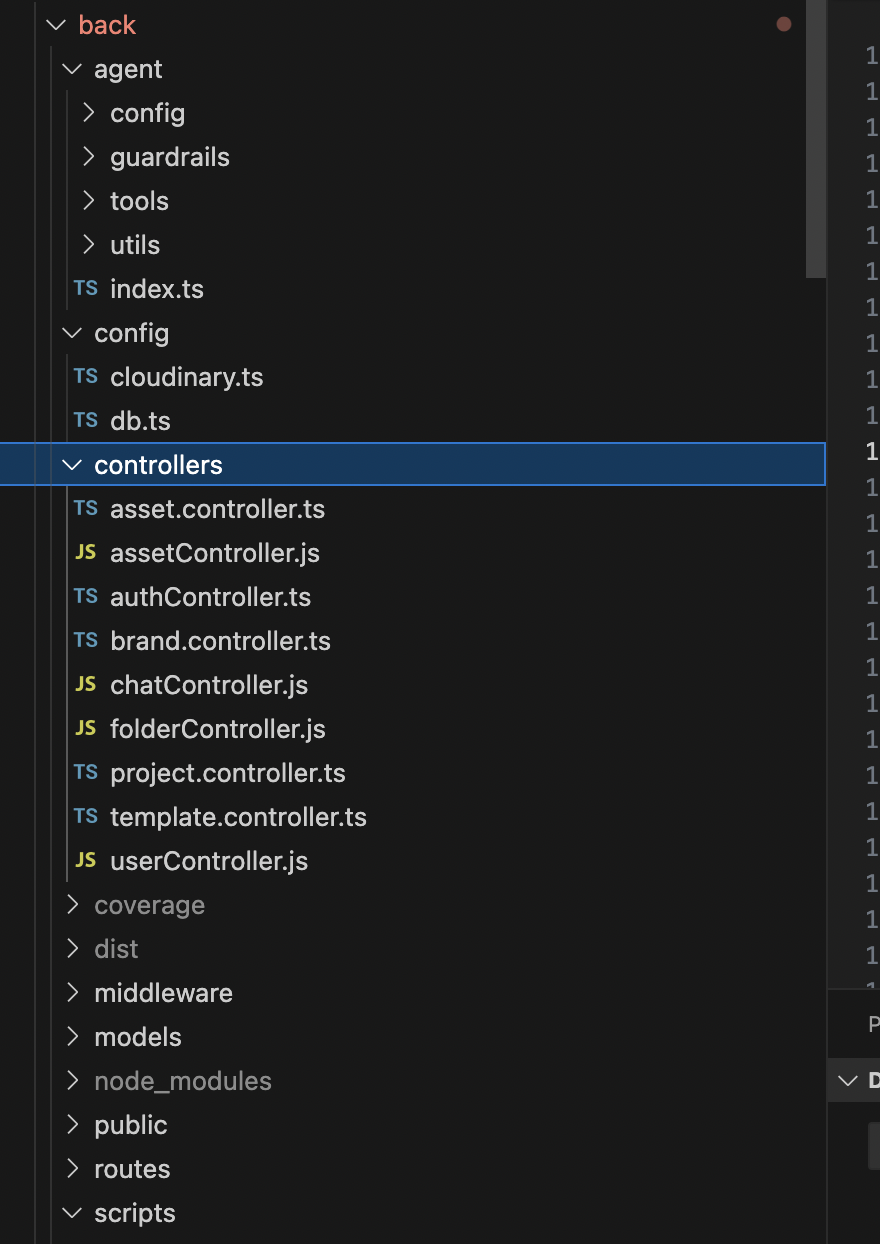 back
agent
config
guardrails
tools
utils
TS index.ts
config
TS cloudinary.ts
TS db.ts
controllers
TS asset.controller.ts
JS assetController.js
TS authController.ts
TS brand.controller.ts
JS chatController.js
JS folderController.js
TS project.controller.ts
TS template.controller.ts
JS userController.js
coverage
dist
middleware
models
node_modules
public
routes
scripts